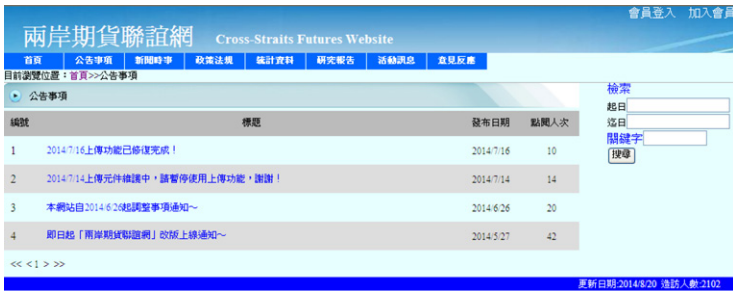 會員登入 加入會員
兩岸期貨聯誼網 Cross-Straits Futures Website
首頁 公告事項 新聞時事 政策法規 統計資料 研究報告 活動訊息 意見反應
目前瀏覽位置：首頁>>公告事項
公告事項
編號 標題 發布日期 點閱人次
1 2014/7/16上傳功能已修復完成！ 2014/7/16 10
2 2014/7/14上傳元件維護中，請暫停使用上傳功能，謝謝！ 2014/7/14 14
3 本網站自2014/6/26起調整事項通知～ 2014/6/26 20
4 即日起「兩岸期貨聯誼網」改版上線通知～ 2014/5/27 42
<< < 1 > >>
檢索
起日
迄日
關鍵字
搜尋
更新日期:2014/8/20 造訪人數:2102